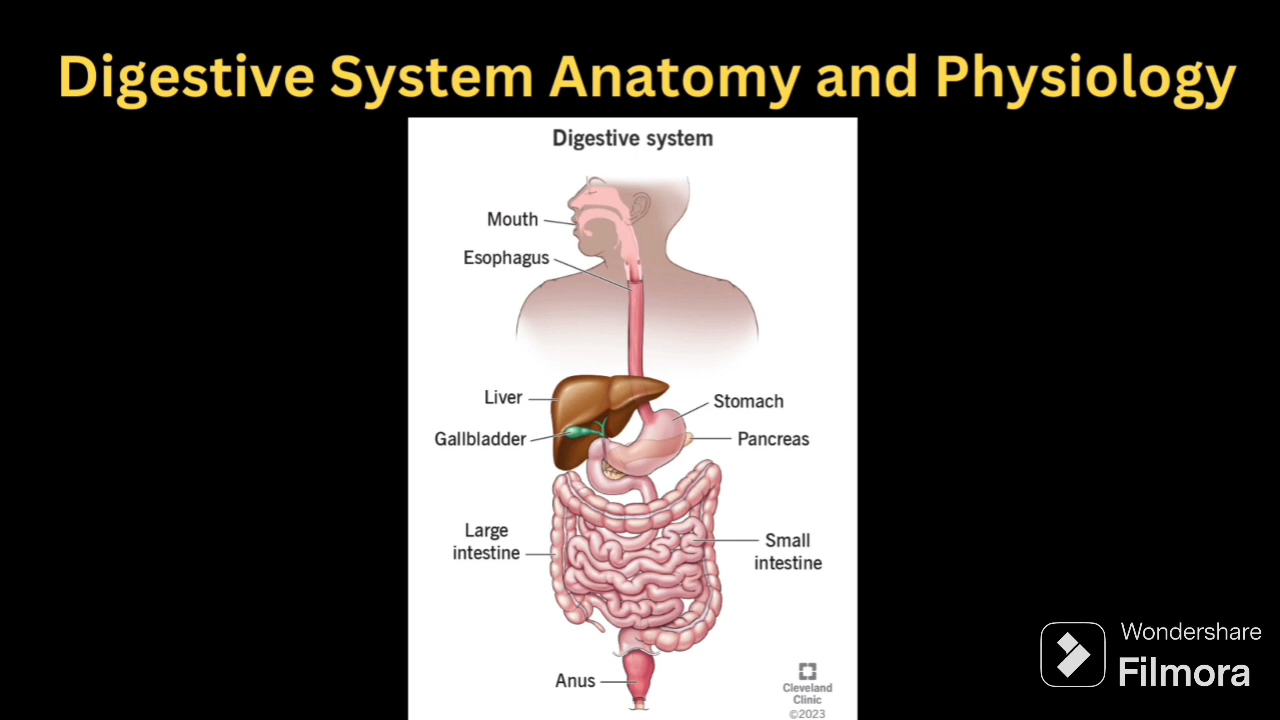 Digestive System Anatomy and Physiology
Digestive system
Mouth
Esophagus
Liver
Stomach
Gallbladder
Pancreas
Large
intestine
Small
intestine
Anus
Cleveland
Clinic
©2023
Wondershare
Filmora